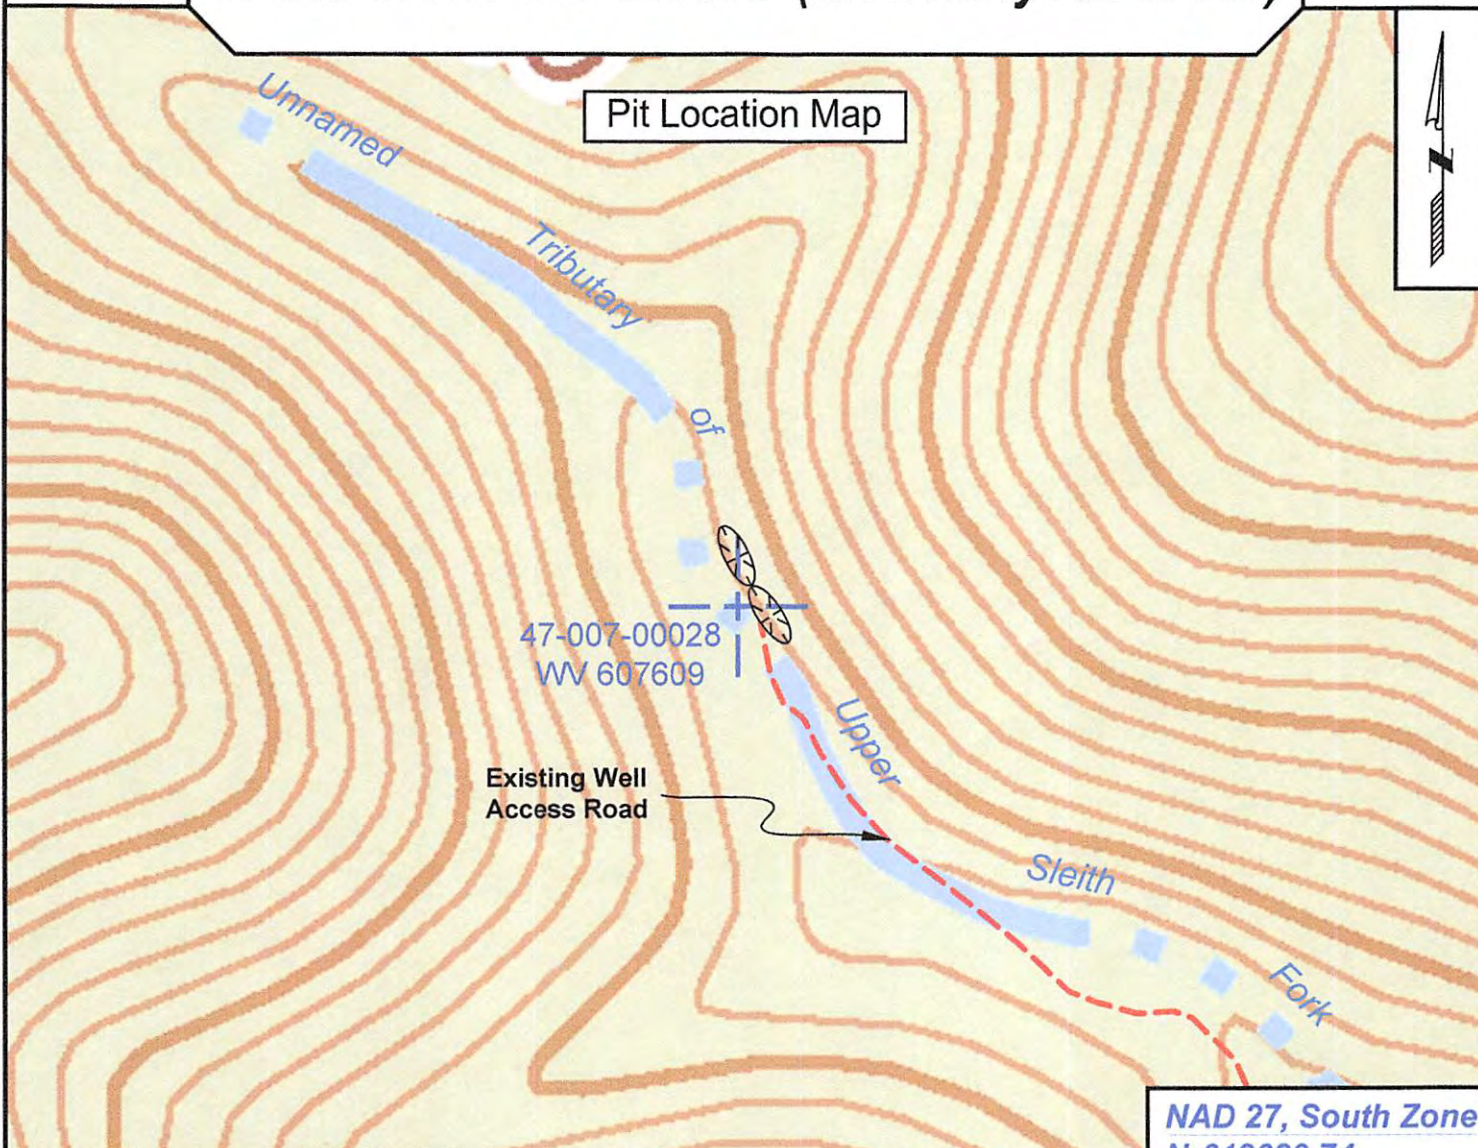 Pit Location Map
Unnamed
Tributary
of
47-007-00028
WV 607609
Upper
Existing Well
Access Road
Sleith
Fork
NAD 27, South Zone